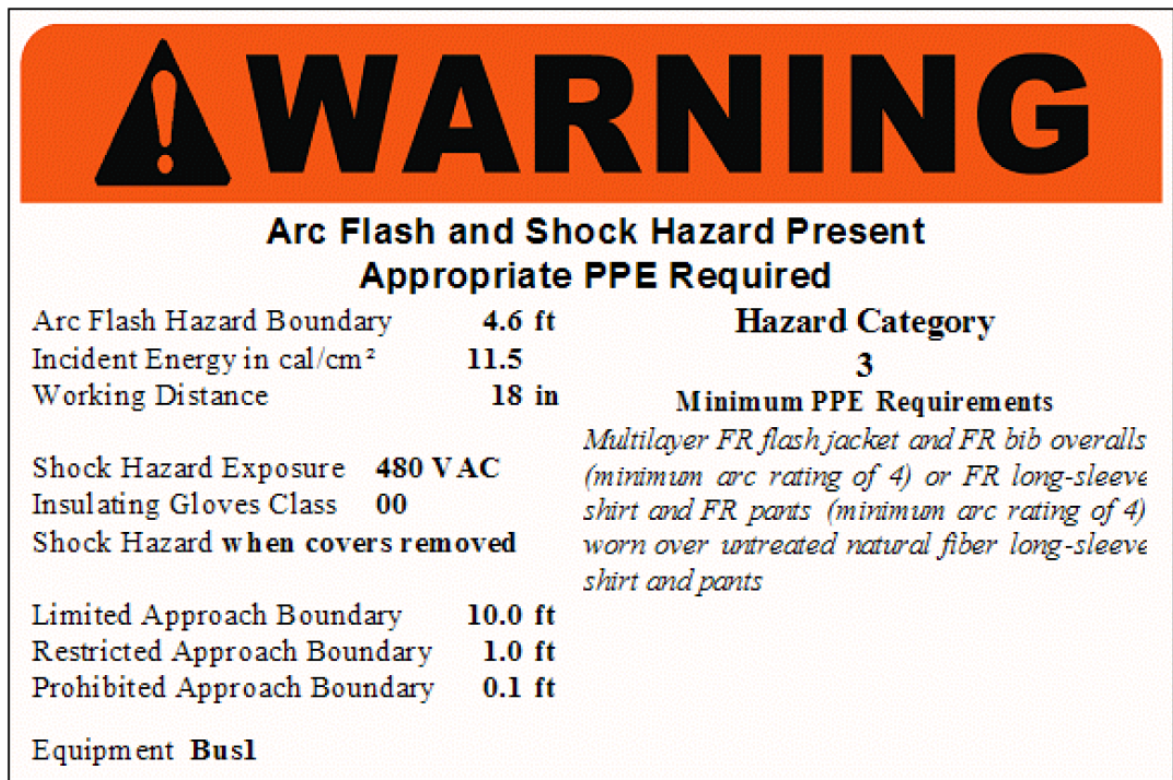 WARNING
Arc Flash and Shock Hazard Present
Appropriate PPE Required
Arc Flash Hazard Boundary 4.6 ft
Incident Energy in cal/cm² 11.5
Working Distance 18 in
Shock Hazard Exposure 480 VAC
Insulating Gloves Class 00
Shock Hazard when covers removed
Limited Approach Boundary 10.0 ft
Restricted Approach Boundary 1.0 ft
Prohibited Approach Boundary 0.1 ft
Equipment Bus1
Hazard Category
3
Minimum PPE Requirements
Multilayer FR flash jacket and FR bib overalls
(minimum arc rating of 4) or FR long-sleeve
shirt and FR pants (minimum arc rating of 4)
worn over untreated natural fiber long-sleeve
shirt and pants